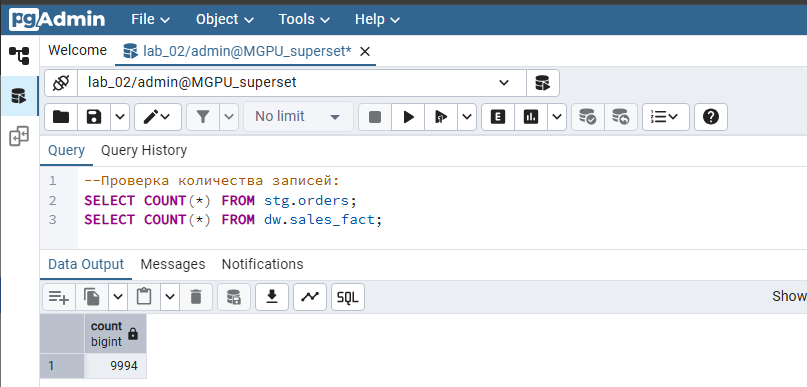 pgAdmin File Object Tools Help
Welcome lab_02/admin@MGPU_superset*
lab_02/admin@MGPU_superset
No limit E
Query Query History
1 --Проверка количества записей:
2 SELECT COUNT(*) FROM stg.orders;
3 SELECT COUNT(*) FROM dw.sales_fact;
Data Output Messages Notifications
SQL Show
count
bigint
1 9994